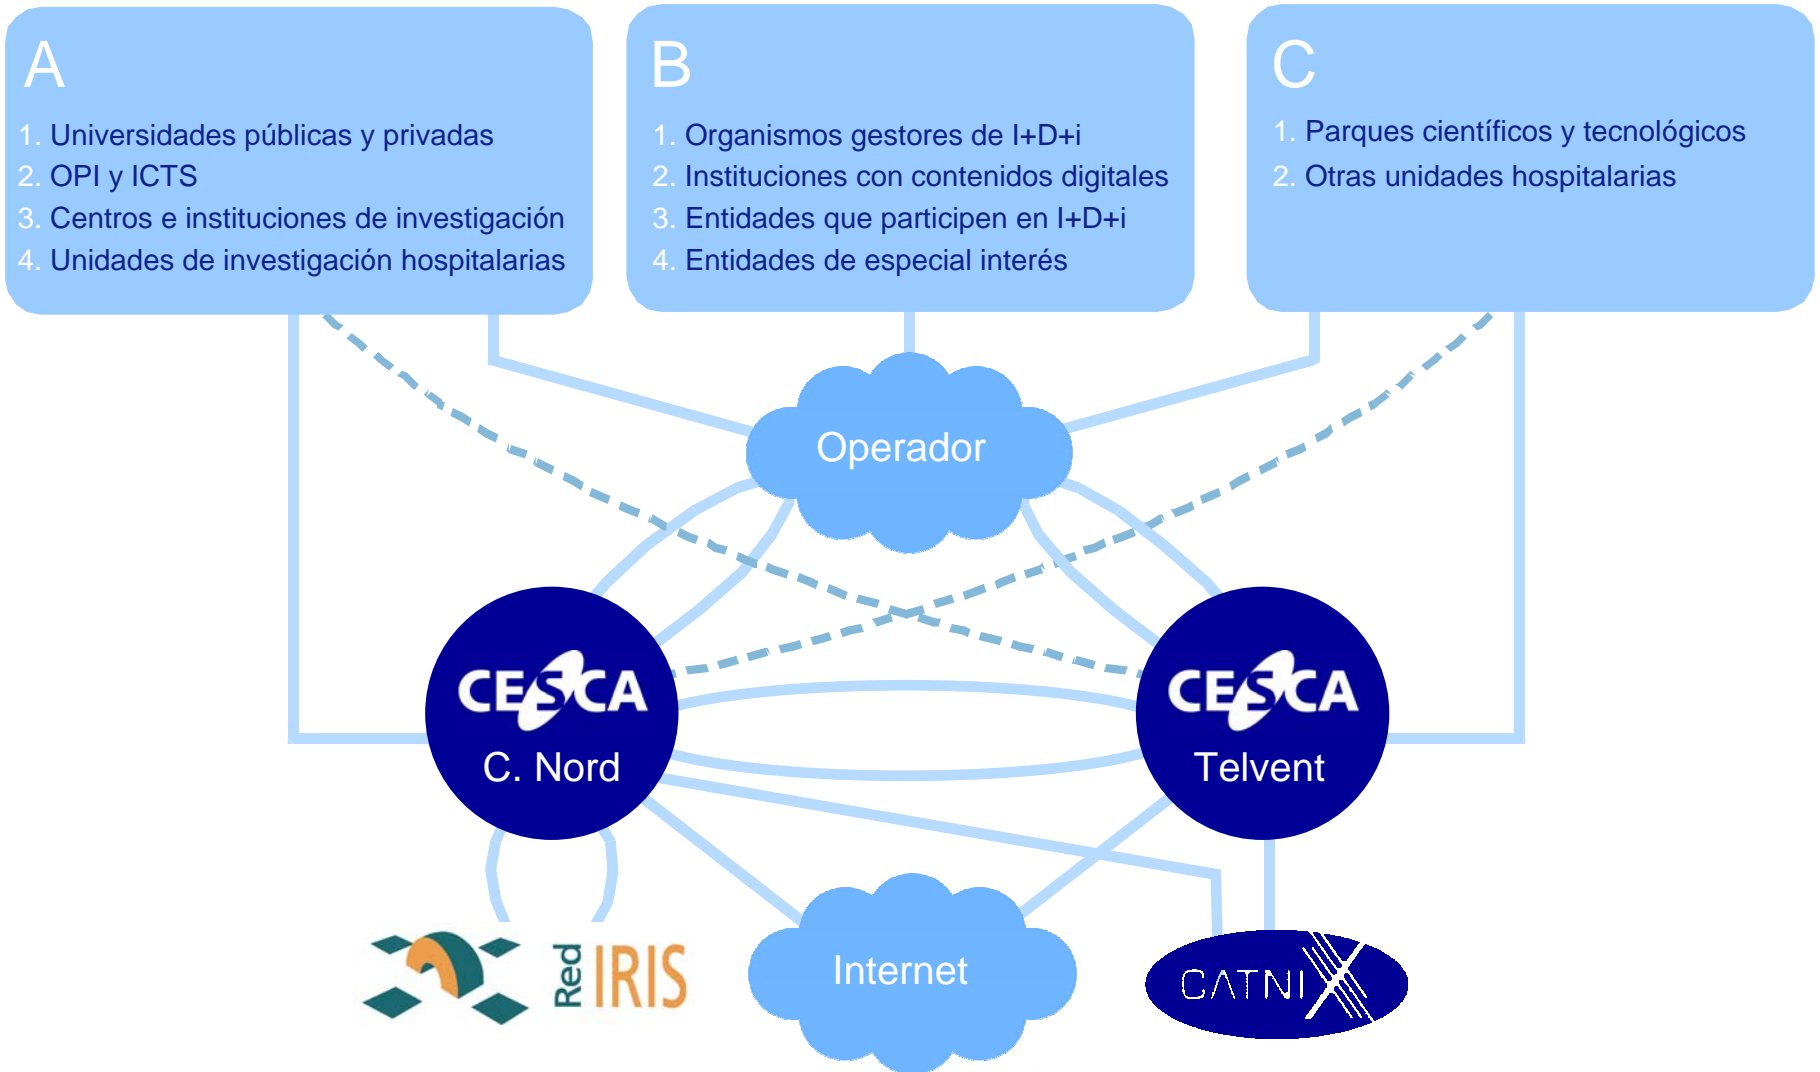 A
1. Universidades públicas y privadas
2. OPI y ICTS
3. Centros e instituciones de investigación
4. Unidades de investigación hospitalarias
B
1. Organismos gestores de I+D+i
2. Instituciones con contenidos digitales
3. Entidades que participen en I+D+i
4. Entidades de especial interés
C
1. Parques científicos y tecnológicos
2. Otras unidades hospitalarias
Operador
CESCA
C. Nord
CESCA
Telvent
Red IRIS
Internet
CATNIX